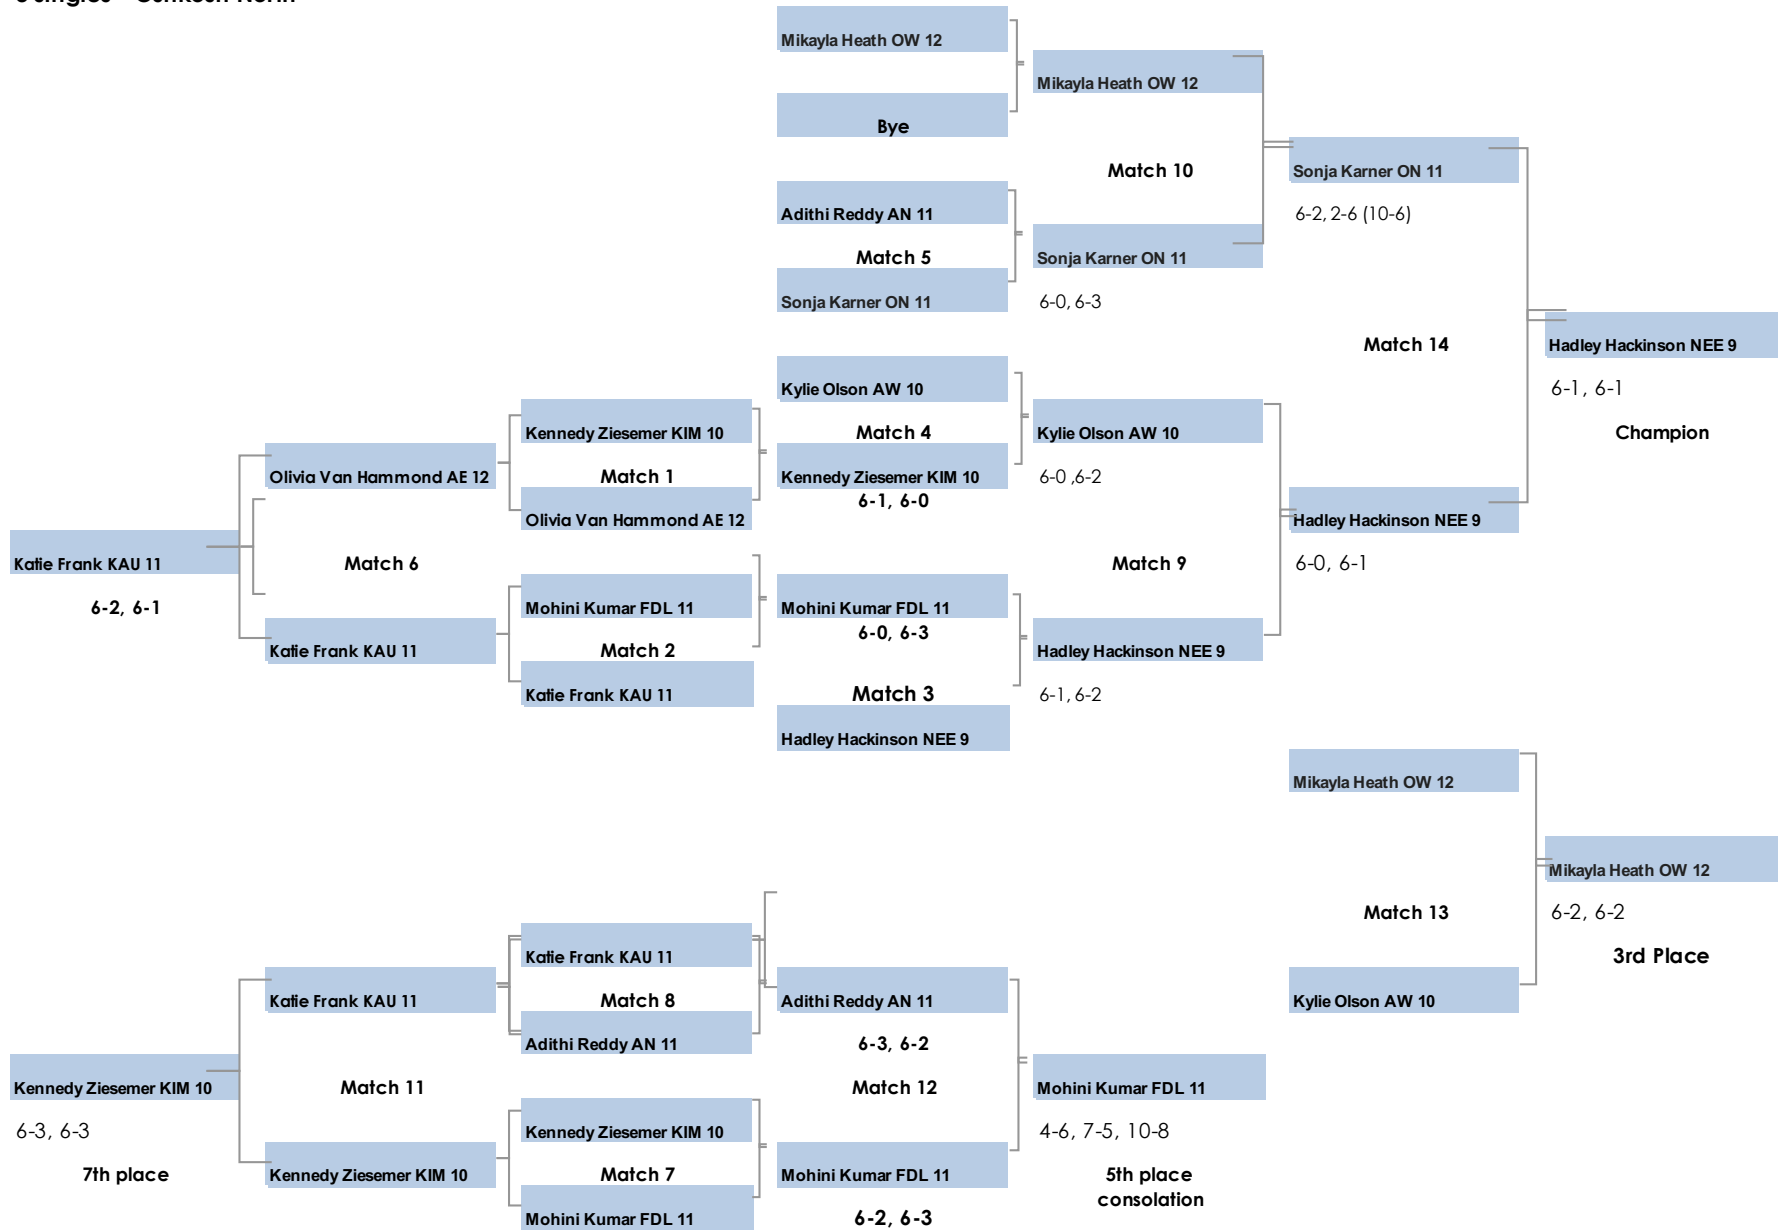 Mikayla Heath OW 12
Mikayla Heath OW 12
Bye
Match 10
Sonja Karner ON 11
6-2, 2-6 (10-6)
Adithi Reddy AN 11
Match 5
Sonja Karner ON 11
Sonja Karner ON 11
6-0, 6-3
Match 14
Hadley Hackinson NEE 9
6-1, 6-1
Champion
Kylie Olson AW 10
Kennedy Ziesemer KIM 10
Match 4
Kylie Olson AW 10
Olivia Van Hammond AE 12
Match 1
Kennedy Ziesemer KIM 10
6-1, 6-0
6-0 ,6-2
Olivia Van Hammond AE 12
Hadley Hackinson NEE 9
6-0, 6-1
Katie Frank KAU 11
6-2, 6-1
Match 6
Match 9
Mohini Kumar FDL 11
Mohini Kumar FDL 11
6-0, 6-3
Katie Frank KAU 11
Match 2
Hadley Hackinson NEE 9
6-1, 6-2
Katie Frank KAU 11
Match 3
Hadley Hackinson NEE 9
Mikayla Heath OW 12
Mikayla Heath OW 12
6-2, 6-2
3rd Place
Match 13
Kylie Olson AW 10
Katie Frank KAU 11
Katie Frank KAU 11
Match 8
Adithi Reddy AN 11
Adithi Reddy AN 11
6-3, 6-2
Kennedy Ziesemer KIM 10
6-3, 6-3
7th place
Match 11
Match 12
Mohini Kumar FDL 11
4-6, 7-5, 10-8
5th place
consolation
Kennedy Ziesemer KIM 10
Kennedy Ziesemer KIM 10
Match 7
Mohini Kumar FDL 11
Mohini Kumar FDL 11
6-2, 6-3